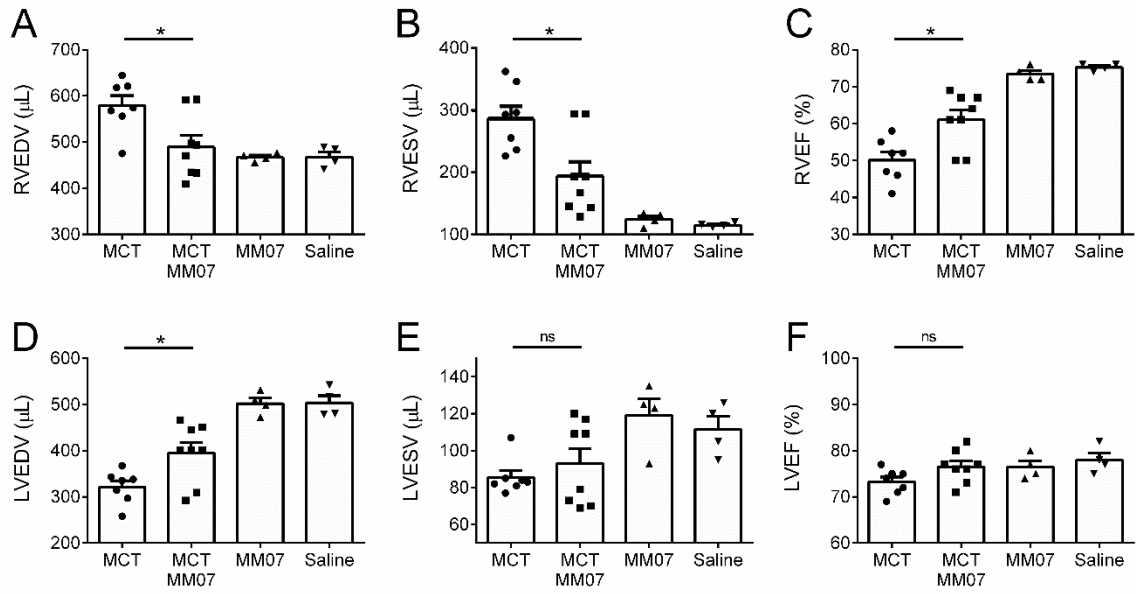 A
RVEDV (µL)
700
600
500
400
300
*
MCT
MCT
MM07
MM07
Saline
B
RVESV (µL)
400
300
200
100
*
MCT
MCT
MM07
MM07
Saline
C
RVEF (%)
80
70
60
50
40
30
*
MCT
MCT
MM07
MM07
Saline
D
LVEDV (µL)
600
500
400
300
200
*
MCT
MCT
MM07
MM07
Saline
E
LVESV (µL)
140
120
100
80
60
ns
MCT
MCT
MM07
MM07
Saline
F
LVEF (%)
100
90
80
70
60
ns
MCT
MCT
MM07
MM07
Saline